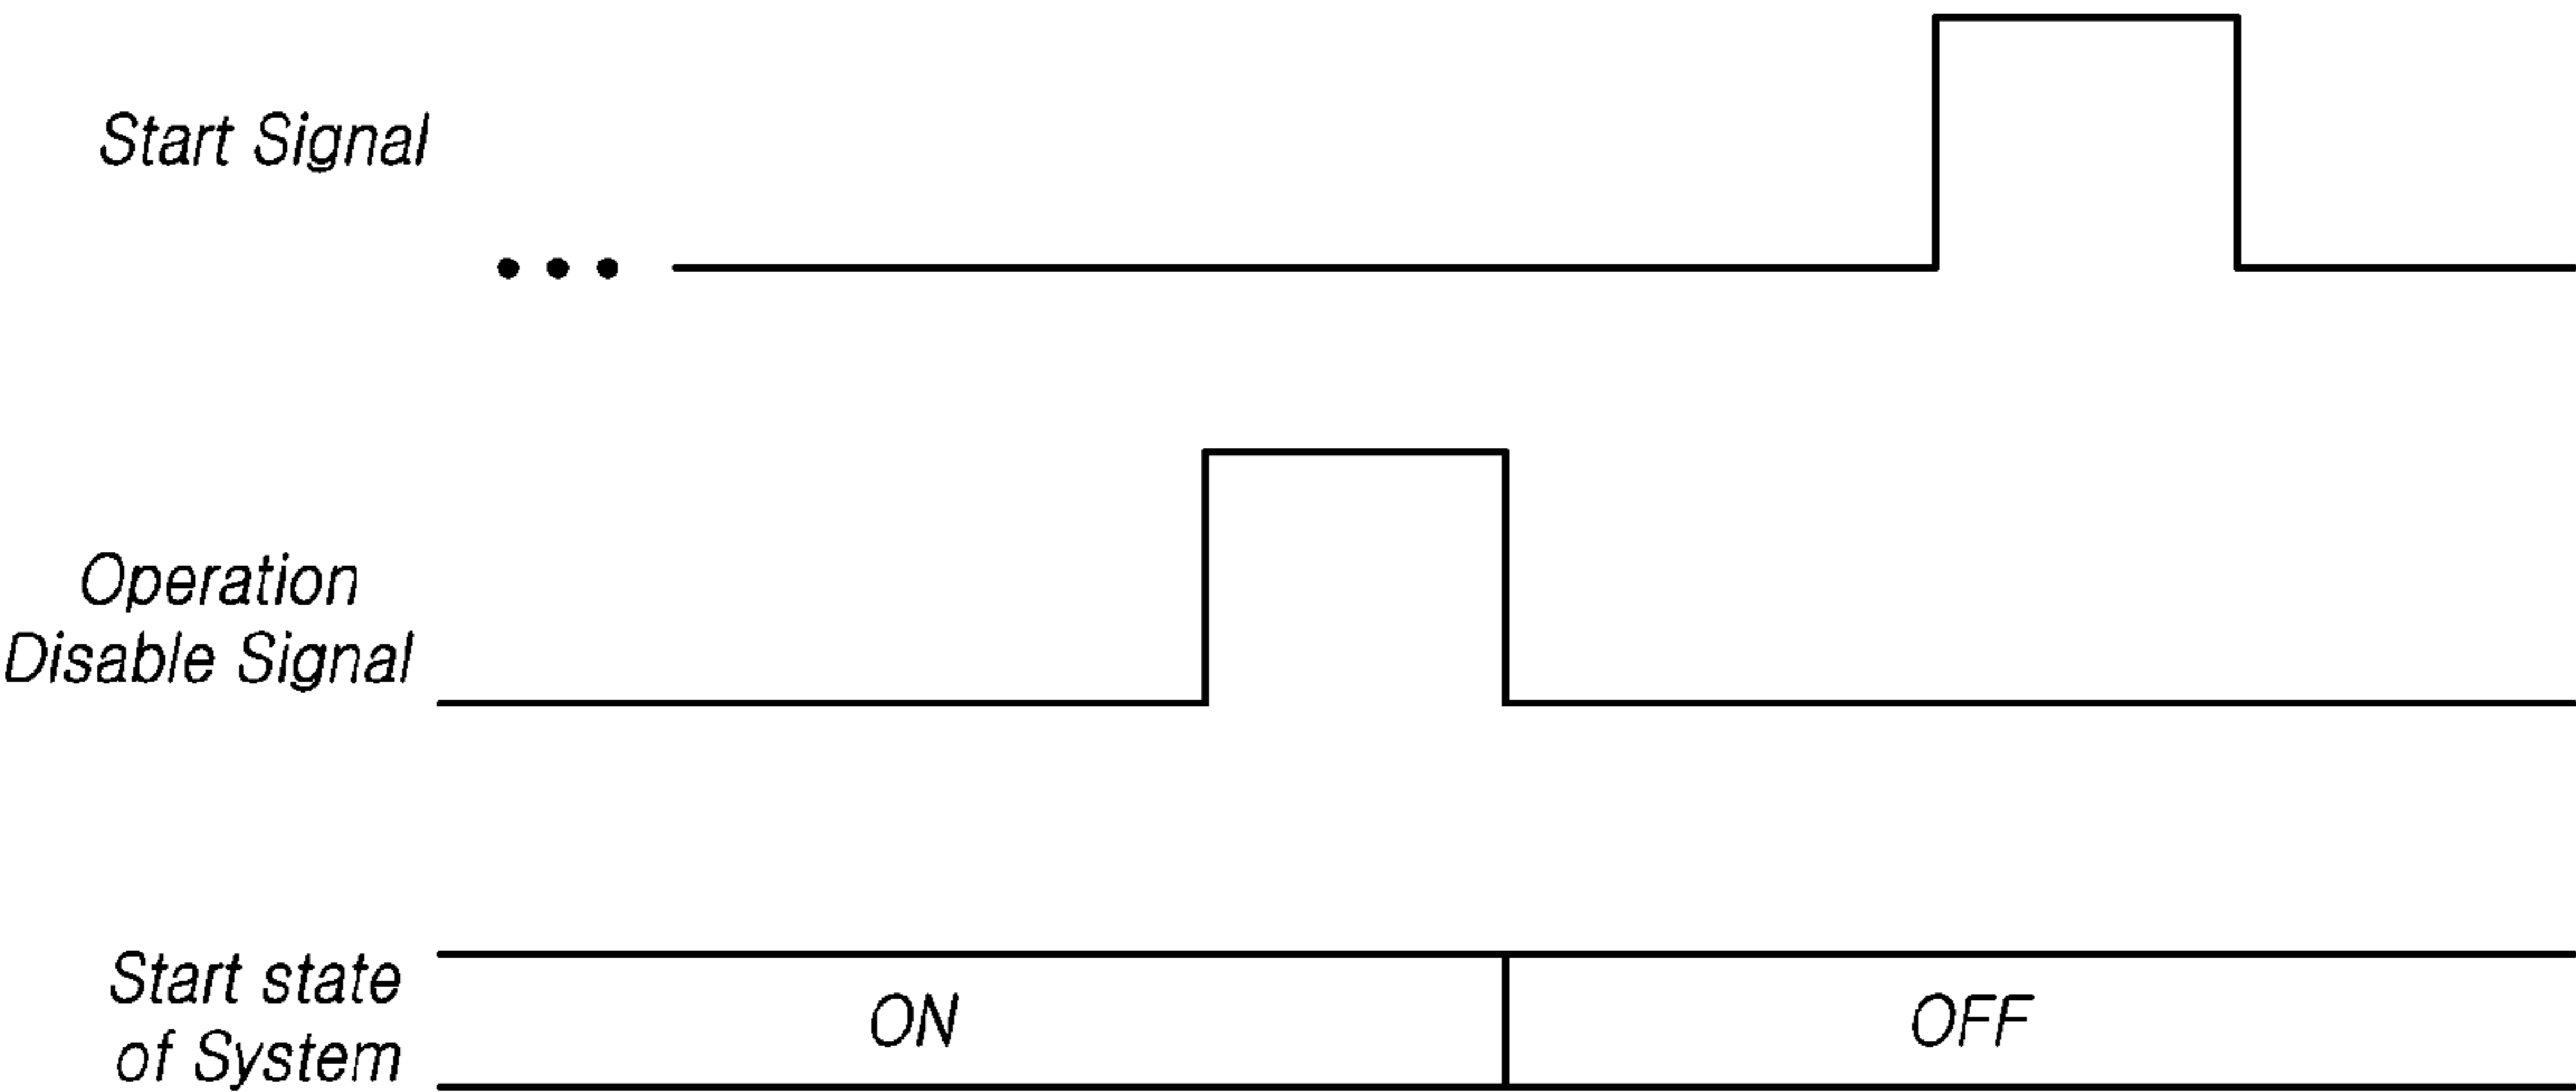 Start Signal
Operation
Disable Signal
Start state
of System
ON
OFF